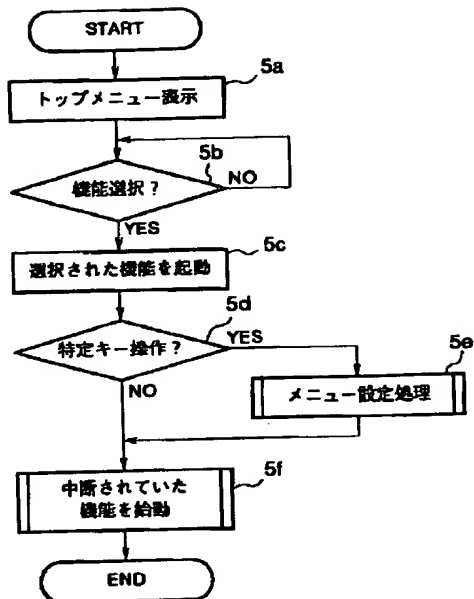 START
5a
トップメニュー表示
5b
機能選択？
NO
YES
5c
選択された機能を起動
5d
特定キー操作？
YES
5e
NO
メニュー設定処理
5f
中断されていた
機能を始動
END